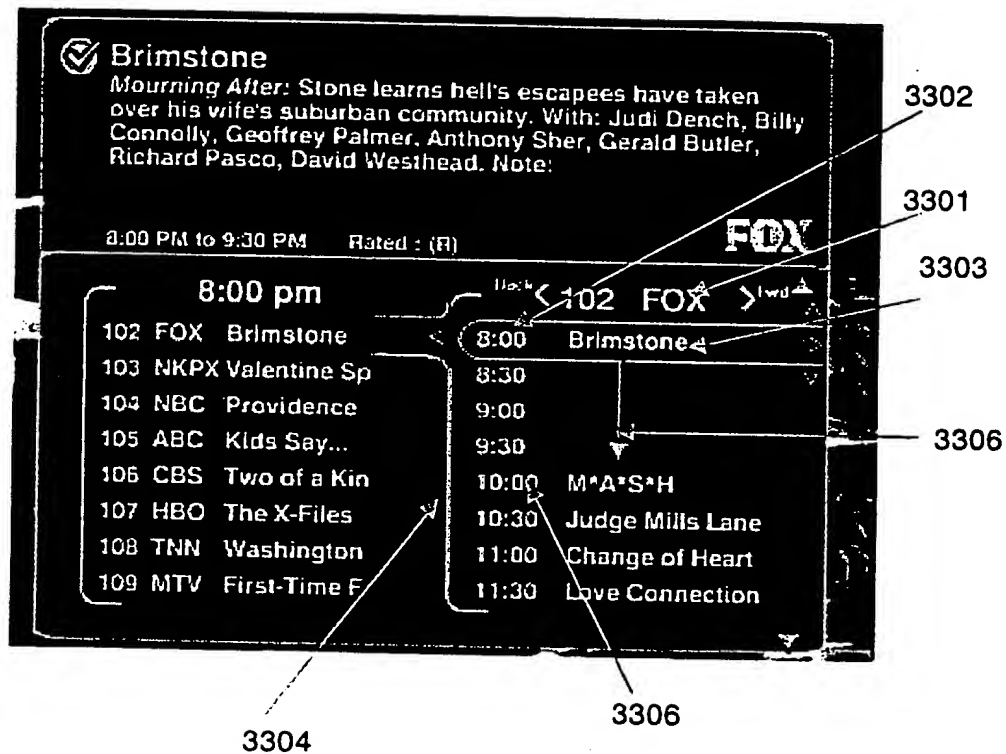 Brimstone
Mourning After: Stone learns hell's escapees have taken
over his wife's suburban community. With: Judi Dench, Billy
Connolly, Geoffrey Palmer, Anthony Sher, Gerald Butler,
Richard Pasco, David Westhead. Note:
8:00 PM to 9:30 PM Rated : (R)
FOX
8:00 pm
102 FOX Brimstone
103 NKPX Valentine Sp
104 NBC Providence
105 ABC Kids Say...
106 CBS Two of a Kin
107 HBO The X-Files
108 TNN Washington
109 MTV First-Time F
Back < 102 FOX > fwd
8:00 Brimstone
8:30
9:00
9:30
10:00 M*A*S*H
10:30 Judge Mills Lane
11:00 Change of Heart
11:30 Love Connection
3302
3301
3303
3306
3306
3304